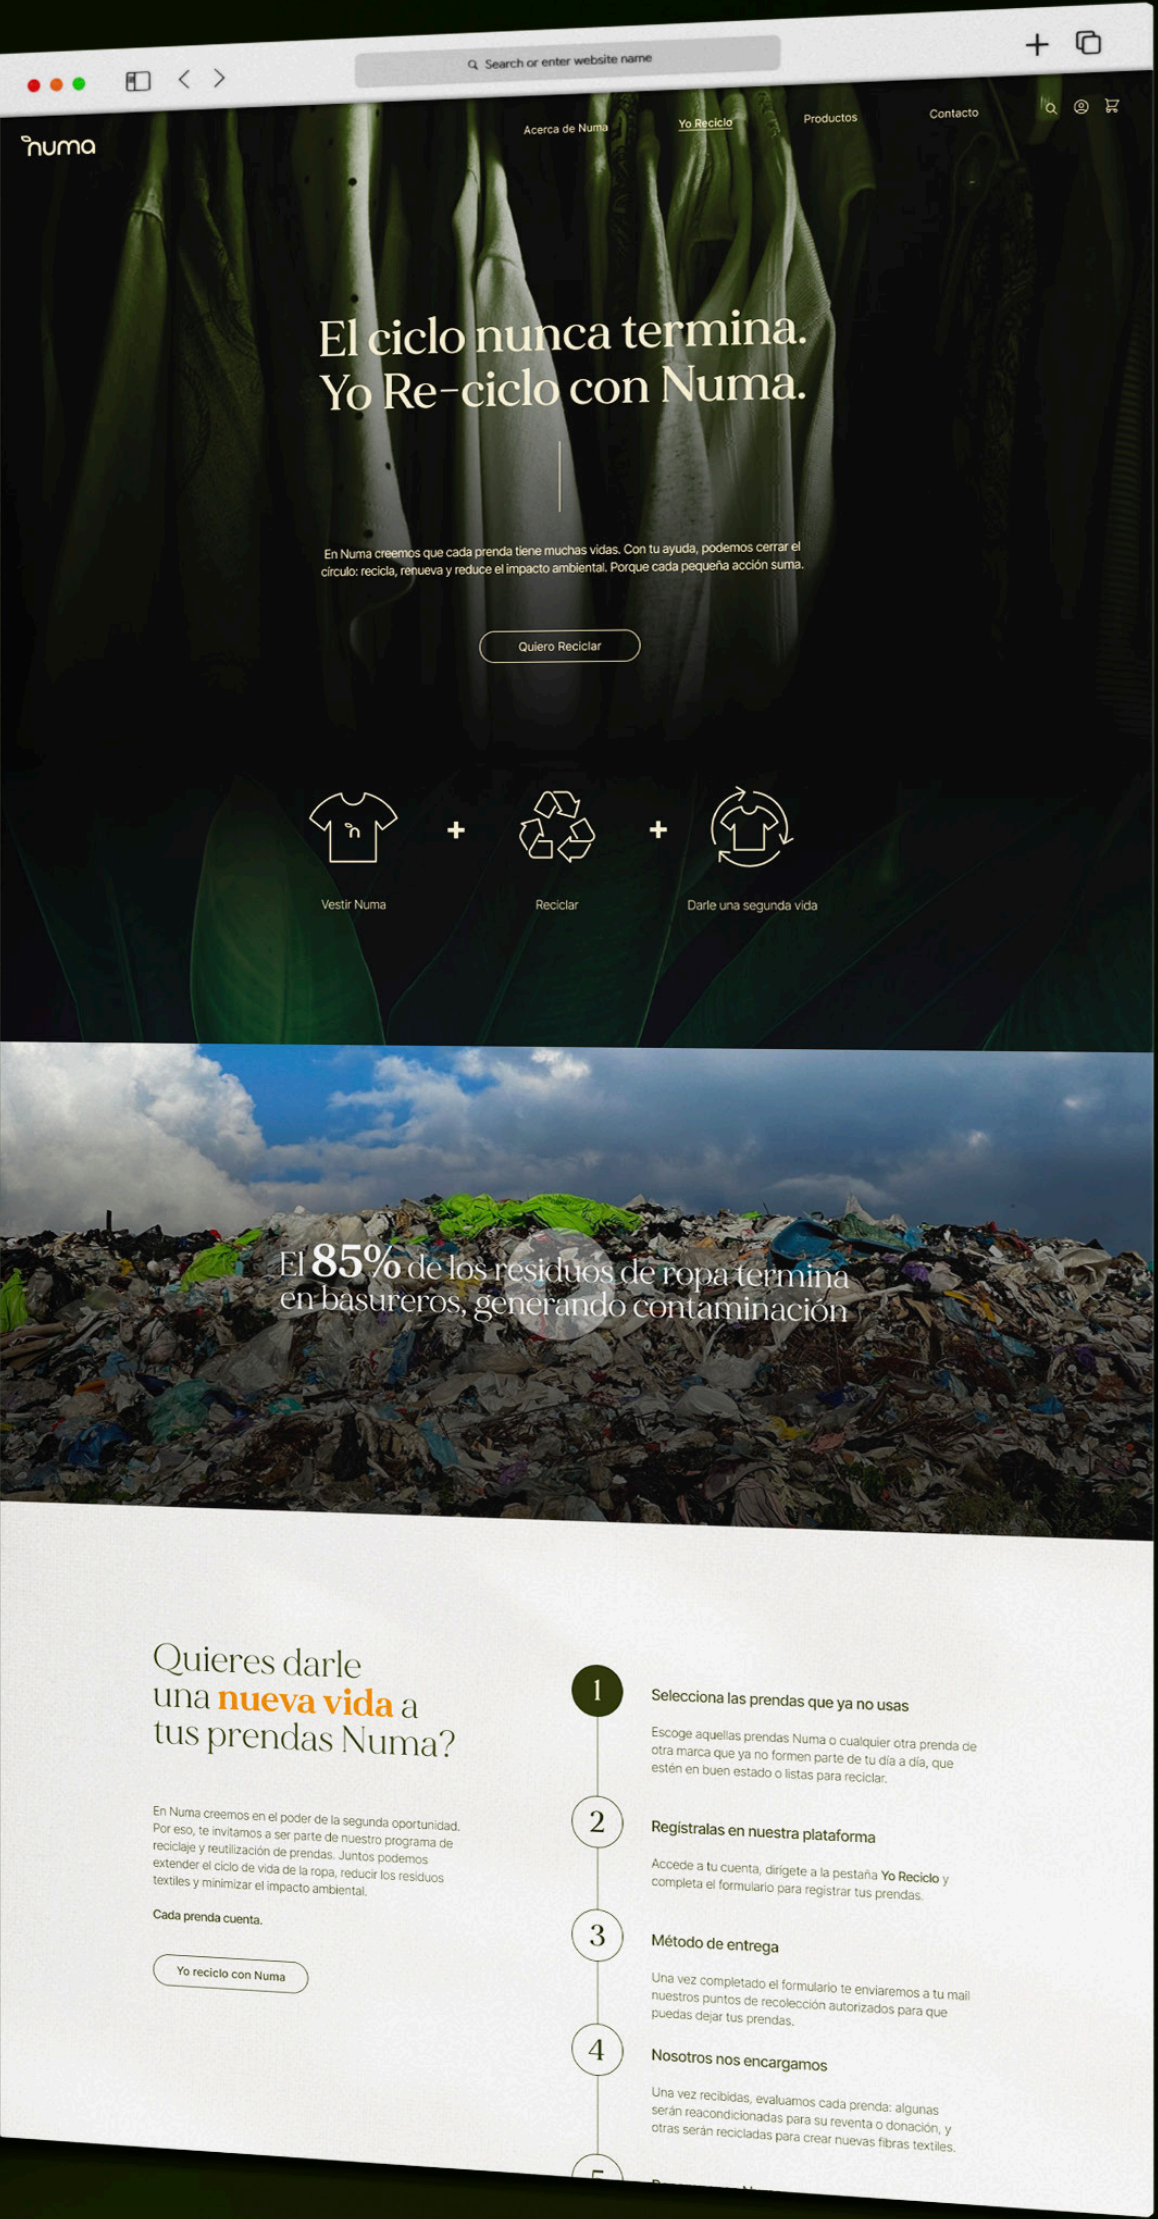 Search or enter website name
numa
Acerca de Numa
Yo Reciclo
Productos
Contacto
El ciclo nunca termina.
Yo Re-ciclo con Numa.
En Numa creemos que cada prenda tiene muchas vidas. Con tu ayuda, podemos cerrar el
círculo: recicla, renueva y reduce el impacto ambiental. Porque cada pequeña acción suma.
Quiero Reciclar
n
+
+
Vestir Numa
Reciclar
Darle una segunda vida
El 85% de los residuos de ropa termina
en basureros, generando contaminación
Quieres darle
una nueva vida a
tus prendas Numa?
En Numa creemos en el poder de la segunda oportunidad.
Por eso, te invitamos a ser parte de nuestro programa de
reciclaje y reutilización de prendas. Juntos podemos
extender el ciclo de vida de la ropa, reducir los residuos
textiles y minimizar el impacto ambiental.
Cada prenda cuenta.
Yo reciclo con Numa
1
Selecciona las prendas que ya no usas
Escoge aquellas prendas Numa o cualquier otra prenda de
otra marca que ya no formen parte de tu día a día, que
estén en buen estado o listas para reciclar.
2
Regístralas en nuestra plataforma
Accede a tu cuenta, dirígete a la pestaña Yo Reciclo y
completa el formulario para registrar tus prendas.
3
Método de entrega
Una vez completado el formulario te enviaremos a tu mail
nuestros puntos de recolección autorizados para que
puedas dejar tus prendas.
4
Nosotros nos encargamos
Una vez recibidas, evaluamos cada prenda: algunas
serán reacondicionadas para su reventa o donación, y
otras serán recicladas para crear nuevas fibras textiles.
5